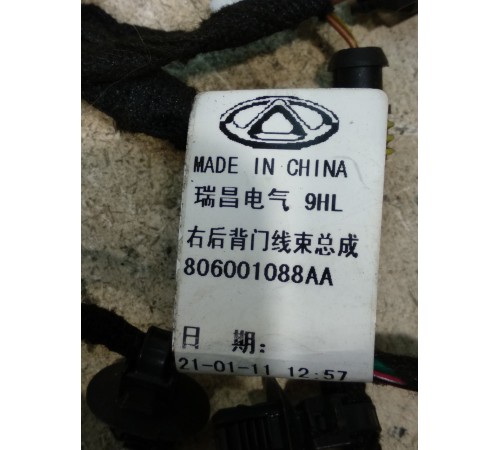 MADE IN CHINA
瑞昌电气 9HL
右后背门线束总成
806001088AA
日 期:
21-01-11 12:57